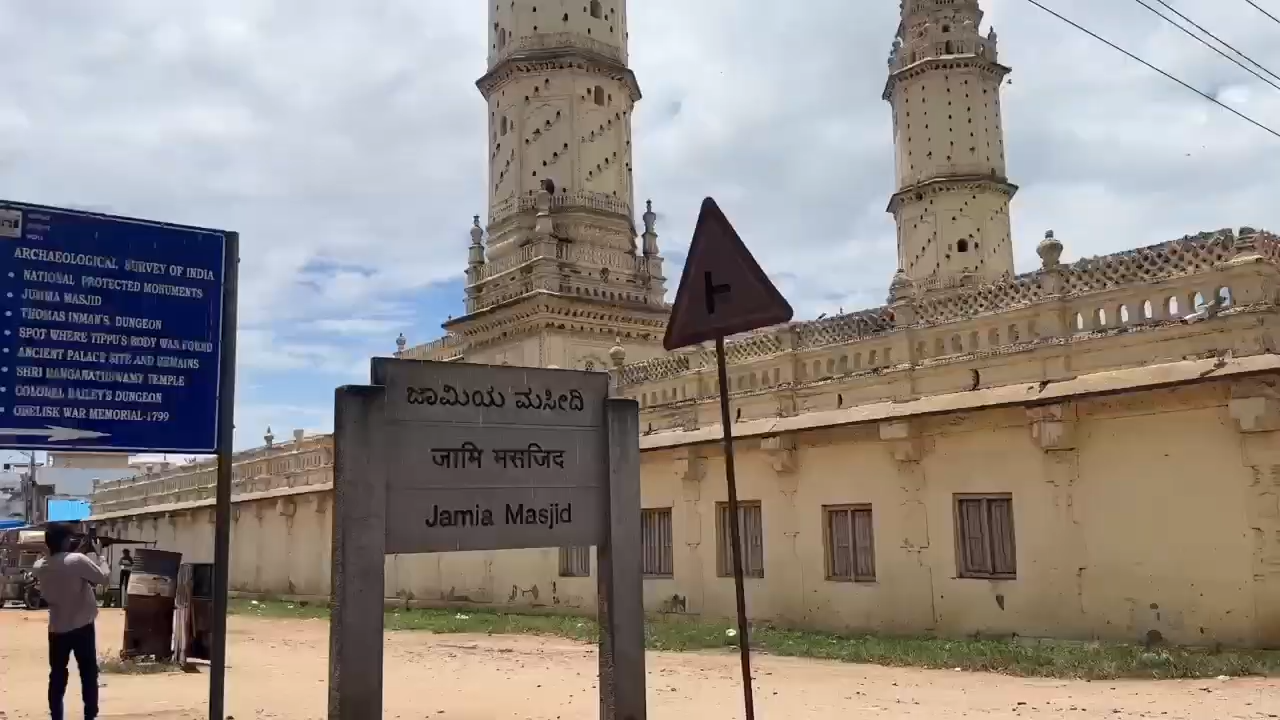 ARCHAEOLOGICAL SURVEY OF INDIA
• NATIONAL PROTECTED MONUMENTS
• JUMMA MASJID
• THOMAS INMAN'S, DUNGEON
• SPOT WHERE TIPPU'S BODY WAS FOUND
• ANCIENT PALACE SITE AND REMAINS
• SHRI RANGANATHSWAMY TEMPLE
• COLONEL BAILEY'S DUNGEON
• OBELISK WAR MEMORIAL-1799
ಜಾಮಿಯ ಮಸೀದಿ
जामि मसजिद
Jamia Masjid